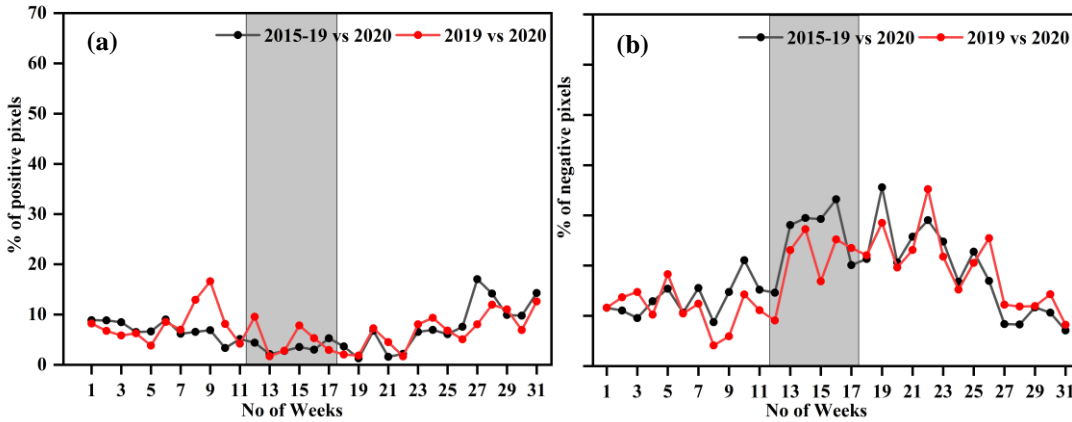 (a)
2015-19 vs 2020 2019 vs 2020
% of positive pixels
70
60
50
40
30
20
10
0
1 3 5 7 9 11 13 15 17 19 21 23 25 27 29 31
No of Weeks
(b)
2015-19 vs 2020 2019 vs 2020
% of negative pixels
1 3 5 7 9 11 13 15 17 19 21 23 25 27 29 31
No of Weeks